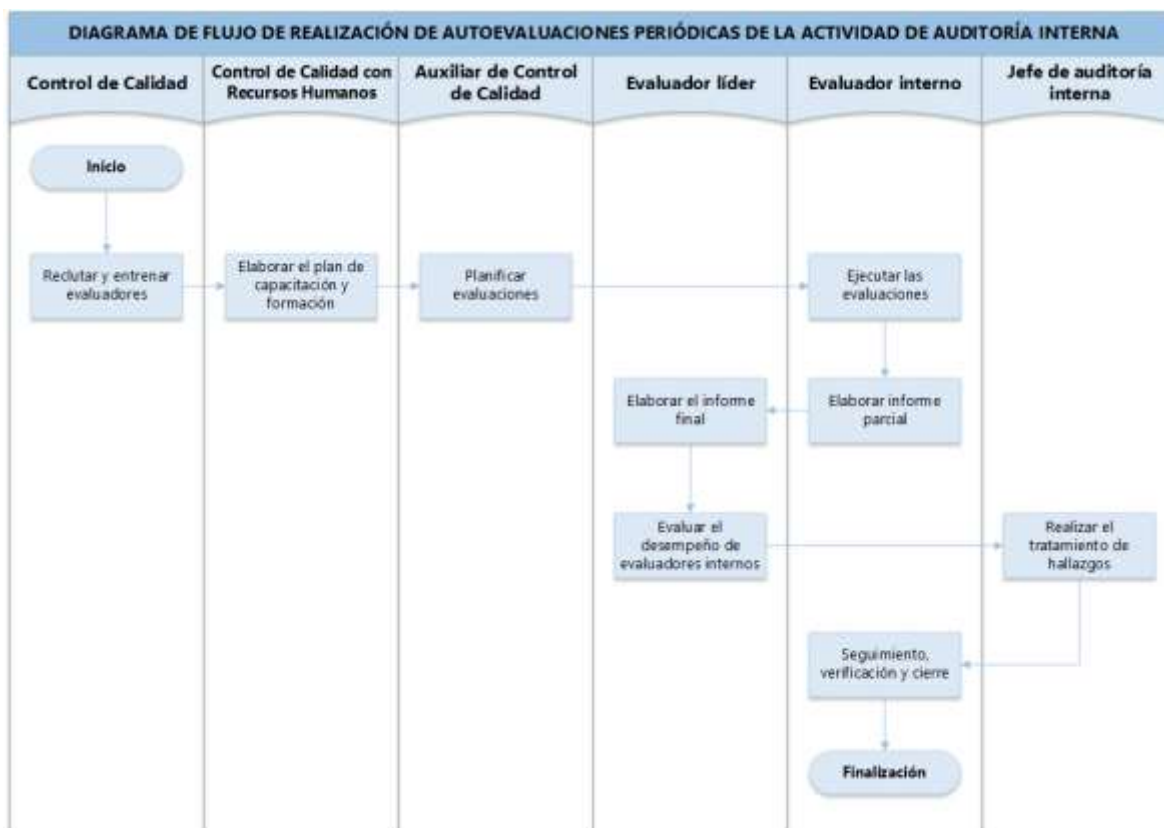 DIAGRAMA DE FLUJO DE REALIZACIÓN DE AUTOEVALUACIONES PERIÓDICAS DE LA ACTIVIDAD DE AUDITORÍA INTERNA
Control de Calidad
Control de Calidad con
Recursos Humanos
Auxiliar de Control
de Calidad
Evaluador líder
Evaluador interno
Jefe de auditoría
interna
Inicio
Reclutar y entrenar
evaluadores
Elaborar el plan de
capacitación y
formación
Planificar
evaluaciones
Ejecutar las
evaluaciones
Elaborar el informe
final
Elaborar informe
parcial
Evaluar el
desempeño de
evaluadores internos
Realizar el
tratamiento de
hallazgos
Seguimiento,
verificación y cierre
Finalización